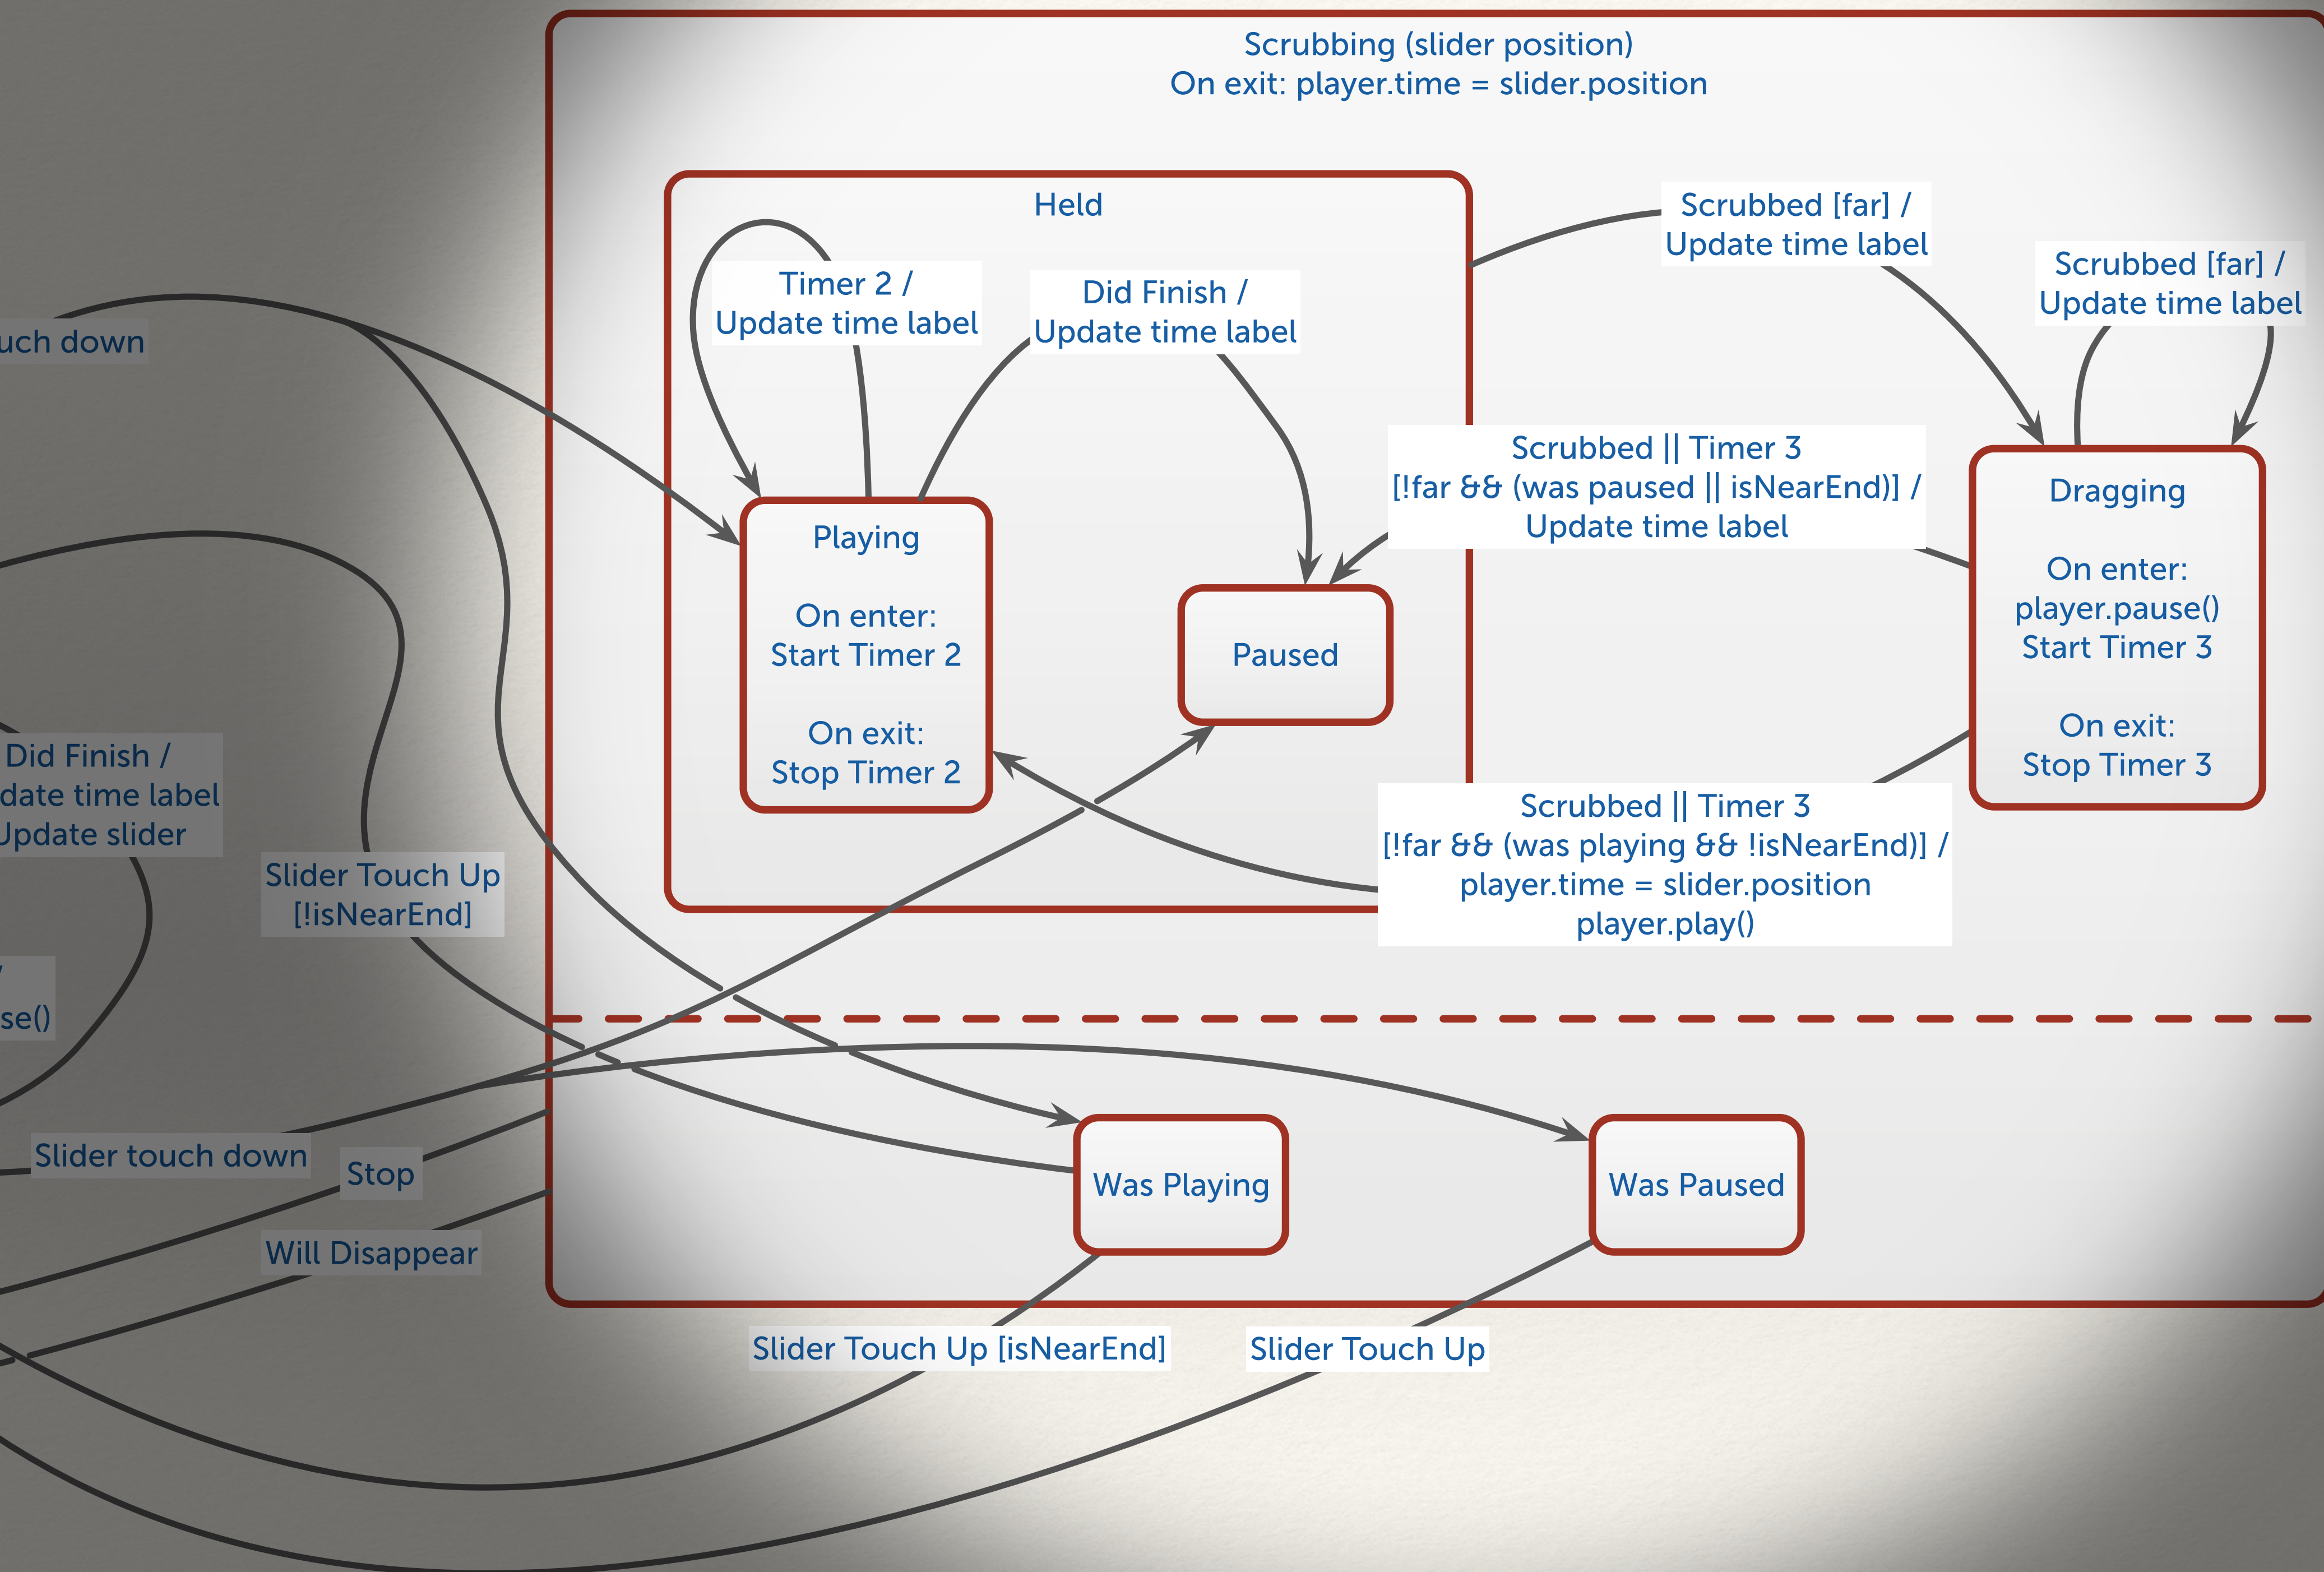 Scrubbing (slider position)
On exit: player.time = slider.position
Held
Scrubbed [far] /
Update time label
Scrubbed [far] /
Update time label
Timer 2 /
Update time label
Did Finish /
Update time label
uch down
Scrubbed || Timer 3
[!far && (was paused || isNearEnd)] /
Update time label
Playing
On enter:
Start Timer 2
On exit:
Stop Timer 2
Paused
Dragging
On enter:
player.pause()
Start Timer 3
On exit:
Stop Timer 3
Did Finish /
date time label
Update slider
Scrubbed || Timer 3
[!far && (was playing && !isNearEnd)] /
player.time = slider.position
player.play()
Slider Touch Up
[!isNearEnd]
/
se()
Slider touch down
Stop
Will Disappear
Was Playing
Was Paused
Slider Touch Up [isNearEnd]
Slider Touch Up